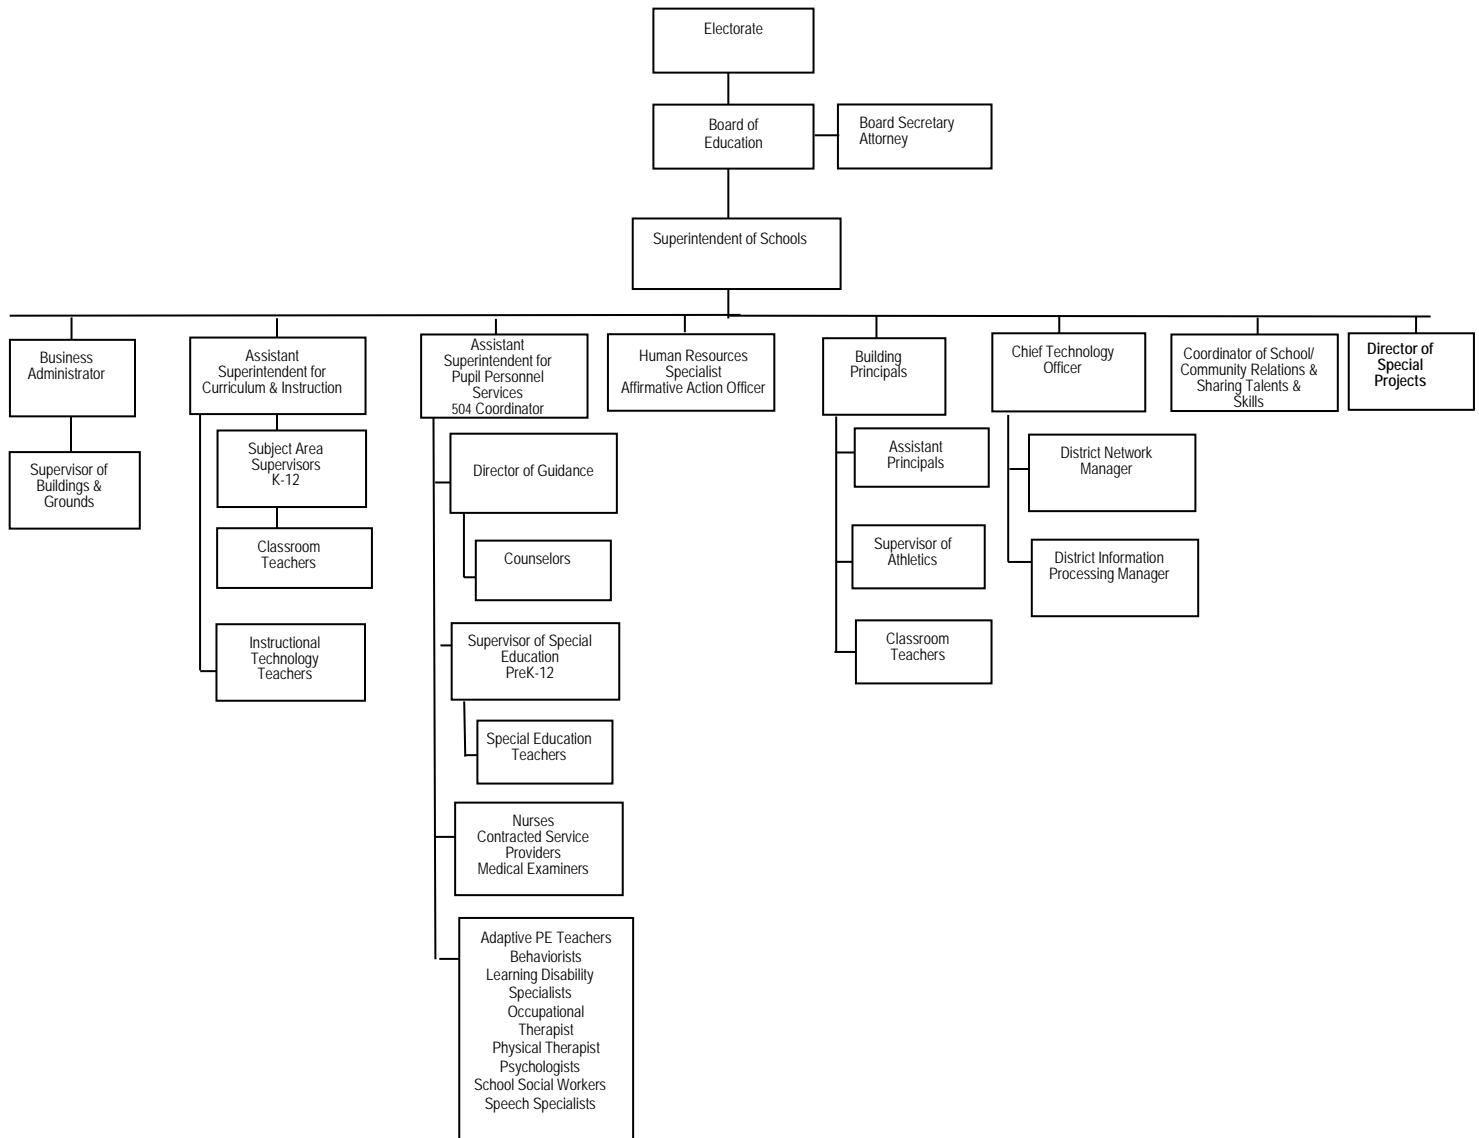 Electorate
Board of
Education
Board Secretary
Attorney
Superintendent of Schools
Business
Administrator
Assistant
Superintendent for
Curriculum & Instruction
Assistant
Superintendent for
Pupil Personnel
Services
504 Coordinator
Human Resources
Specialist
Affirmative Action Officer
Building
Principals
Chief Technology
Officer
Coordinator of School/
Community Relations &
Sharing Talents &
Skills
Director of
Special
Projects
Supervisor of
Buildings &
Grounds
Subject Area
Supervisors
K-12
Classroom
Teachers
Instructional
Technology
Teachers
Director of Guidance
Counselors
Supervisor of Special
Education
PreK-12
Special Education
Teachers
Nurses
Contracted Service
Providers
Medical Examiners
Adaptive PE Teachers
Behaviorists
Learning Disability
Specialists
Occupational
Therapist
Physical Therapist
Psychologists
School Social Workers
Speech Specialists
Assistant
Principals
Supervisor of
Athletics
Classroom
Teachers
District Network
Manager
District Information
Processing Manager